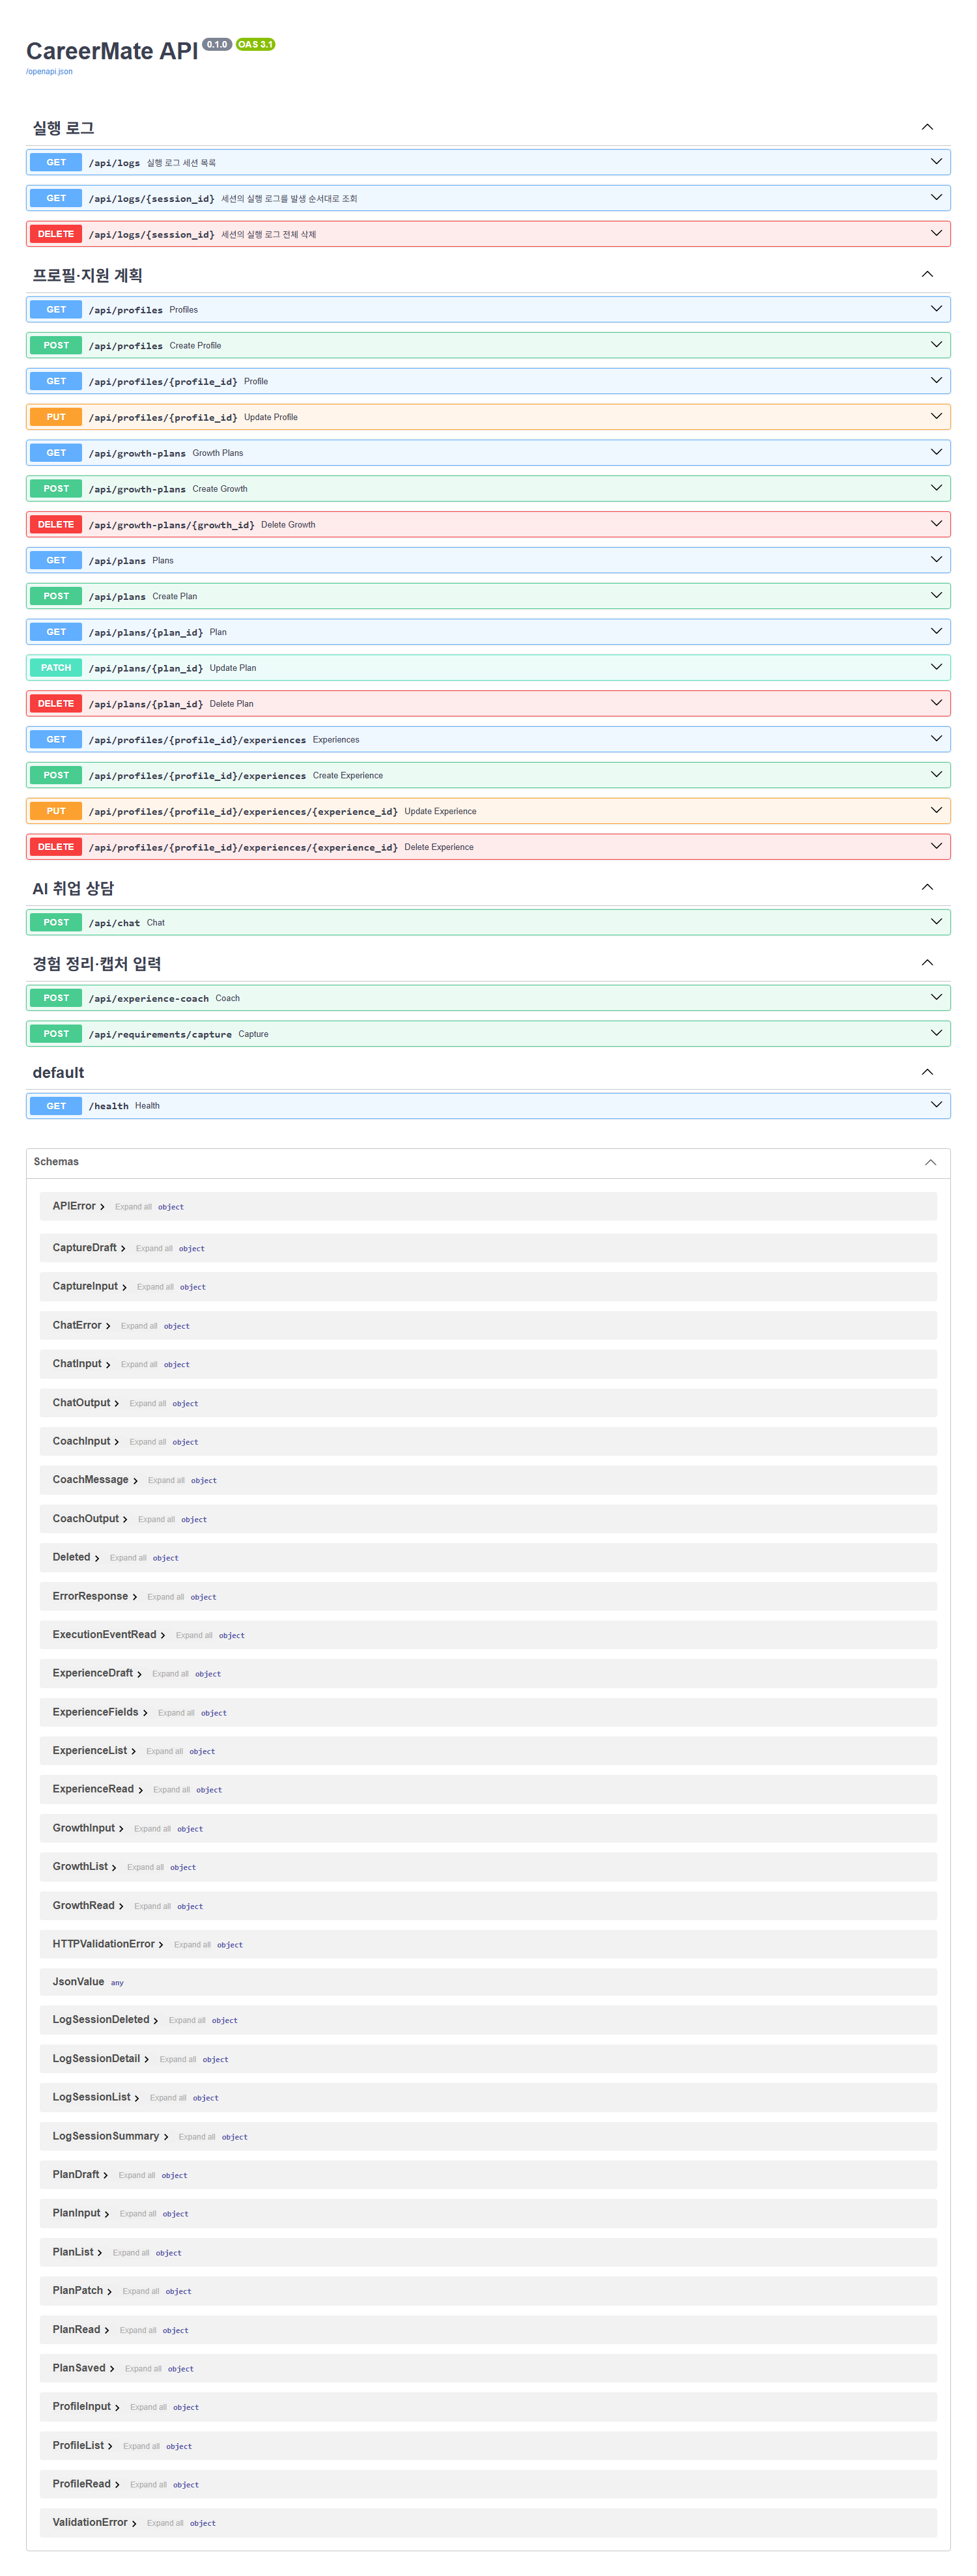 CareerMate API 0.1.0 OAS 3.1
/openapi.json
실행 로그
GET /api/logs 실행 로그 세션 목록
GET /api/logs/{session_id} 세션의 실행 로그를 발생 순서대로 조회
DELETE /api/logs/{session_id} 세션의 실행 로그 전체 삭제
프로필·지원 계획
GET /api/profiles Profiles
POST /api/profiles Create Profile
GET /api/profiles/{profile_id} Profile
PUT /api/profiles/{profile_id} Update Profile
GET /api/growth-plans Growth Plans
POST /api/growth-plans Create Growth
DELETE /api/growth-plans/{growth_id} Delete Growth
GET /api/plans Plans
POST /api/plans Create Plan
GET /api/plans/{plan_id} Plan
PATCH /api/plans/{plan_id} Update Plan
DELETE /api/plans/{plan_id} Delete Plan
GET /api/profiles/{profile_id}/experiences Experiences
POST /api/profiles/{profile_id}/experiences Create Experience
PUT /api/profiles/{profile_id}/experiences/{experience_id} Update Experience
DELETE /api/profiles/{profile_id}/experiences/{experience_id} Delete Experience
AI 취업 상담
POST /api/chat Chat
경험 정리·캡처 입력
POST /api/experience-coach Coach
POST /api/requirements/capture Capture
default
GET /health Health
Schemas
APIError Expand all object
CaptureDraft Expand all object
CaptureInput Expand all object
ChatError Expand all object
ChatInput Expand all object
ChatOutput Expand all object
CoachInput Expand all object
CoachMessage Expand all object
CoachOutput Expand all object
Deleted Expand all object
ErrorResponse Expand all object
ExecutionEventRead Expand all object
ExperienceDraft Expand all object
ExperienceFields Expand all object
ExperienceList Expand all object
ExperienceRead Expand all object
GrowthInput Expand all object
GrowthList Expand all object
GrowthRead Expand all object
HTTPValidationError Expand all object
JsonValue any
LogSessionDeleted Expand all object
LogSessionDetail Expand all object
LogSessionList Expand all object
LogSessionSummary Expand all object
PlanDraft Expand all object
PlanInput Expand all object
PlanList Expand all object
PlanPatch Expand all object
PlanRead Expand all object
PlanSaved Expand all object
ProfileInput Expand all object
ProfileList Expand all object
ProfileRead Expand all object
ValidationError Expand all object